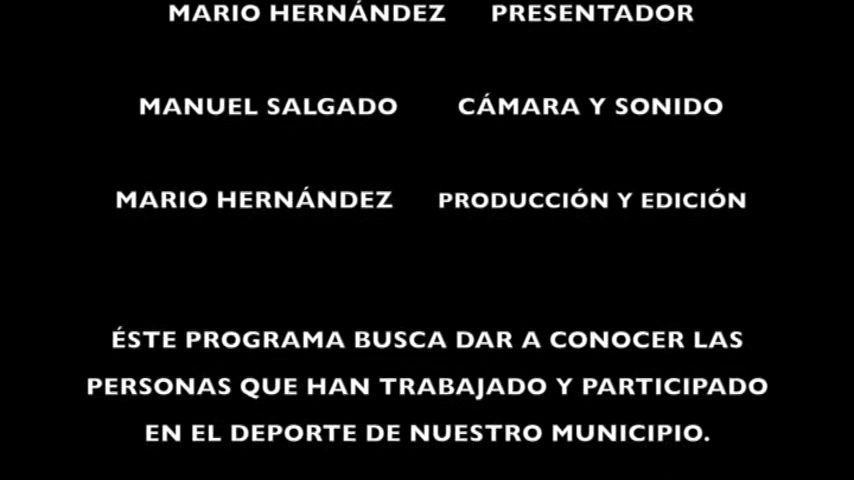 MARIO HERNÁNDEZ PRESENTADOR
MANUEL SALGADO CÁMARA Y SONIDO
MARIO HERNÁNDEZ PRODUCCIÓN Y EDICIÓN
ÉSTE PROGRAMA BUSCA DAR A CONOCER LAS
PERSONAS QUE HAN TRABAJADO Y PARTICIPADO
EN EL DEPORTE DE NUESTRO MUNICIPIO.